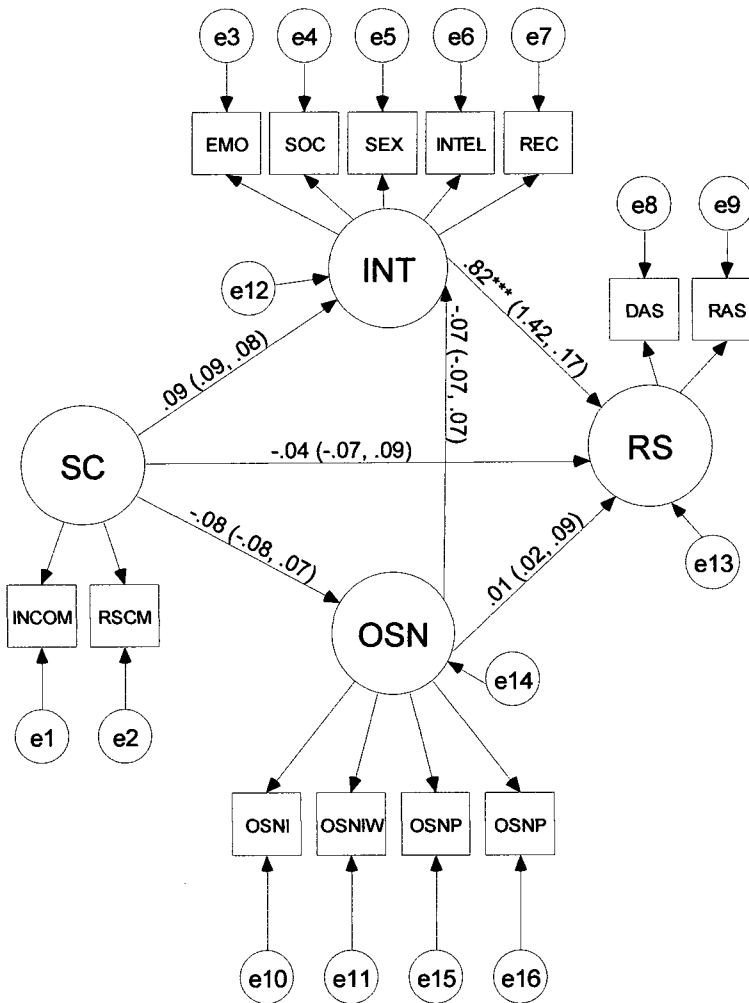 e3 e4 e5 e6 e7
EMO SOC SEX INTEL REC
e8 e9
INT
e12
DAS RAS
.82*** (1.42, .17)
-.07 (-.07, .07)
.09 (.09, .08)
SC
-.04 (-.07, .09)
RS
-.08 (-.08, .07)
.01 (.02, .09)
e13
INCOM RSCM
OSN
e14
e1 e2
OSNI OSNIW OSNP OSNP
e10 e11 e15 e16